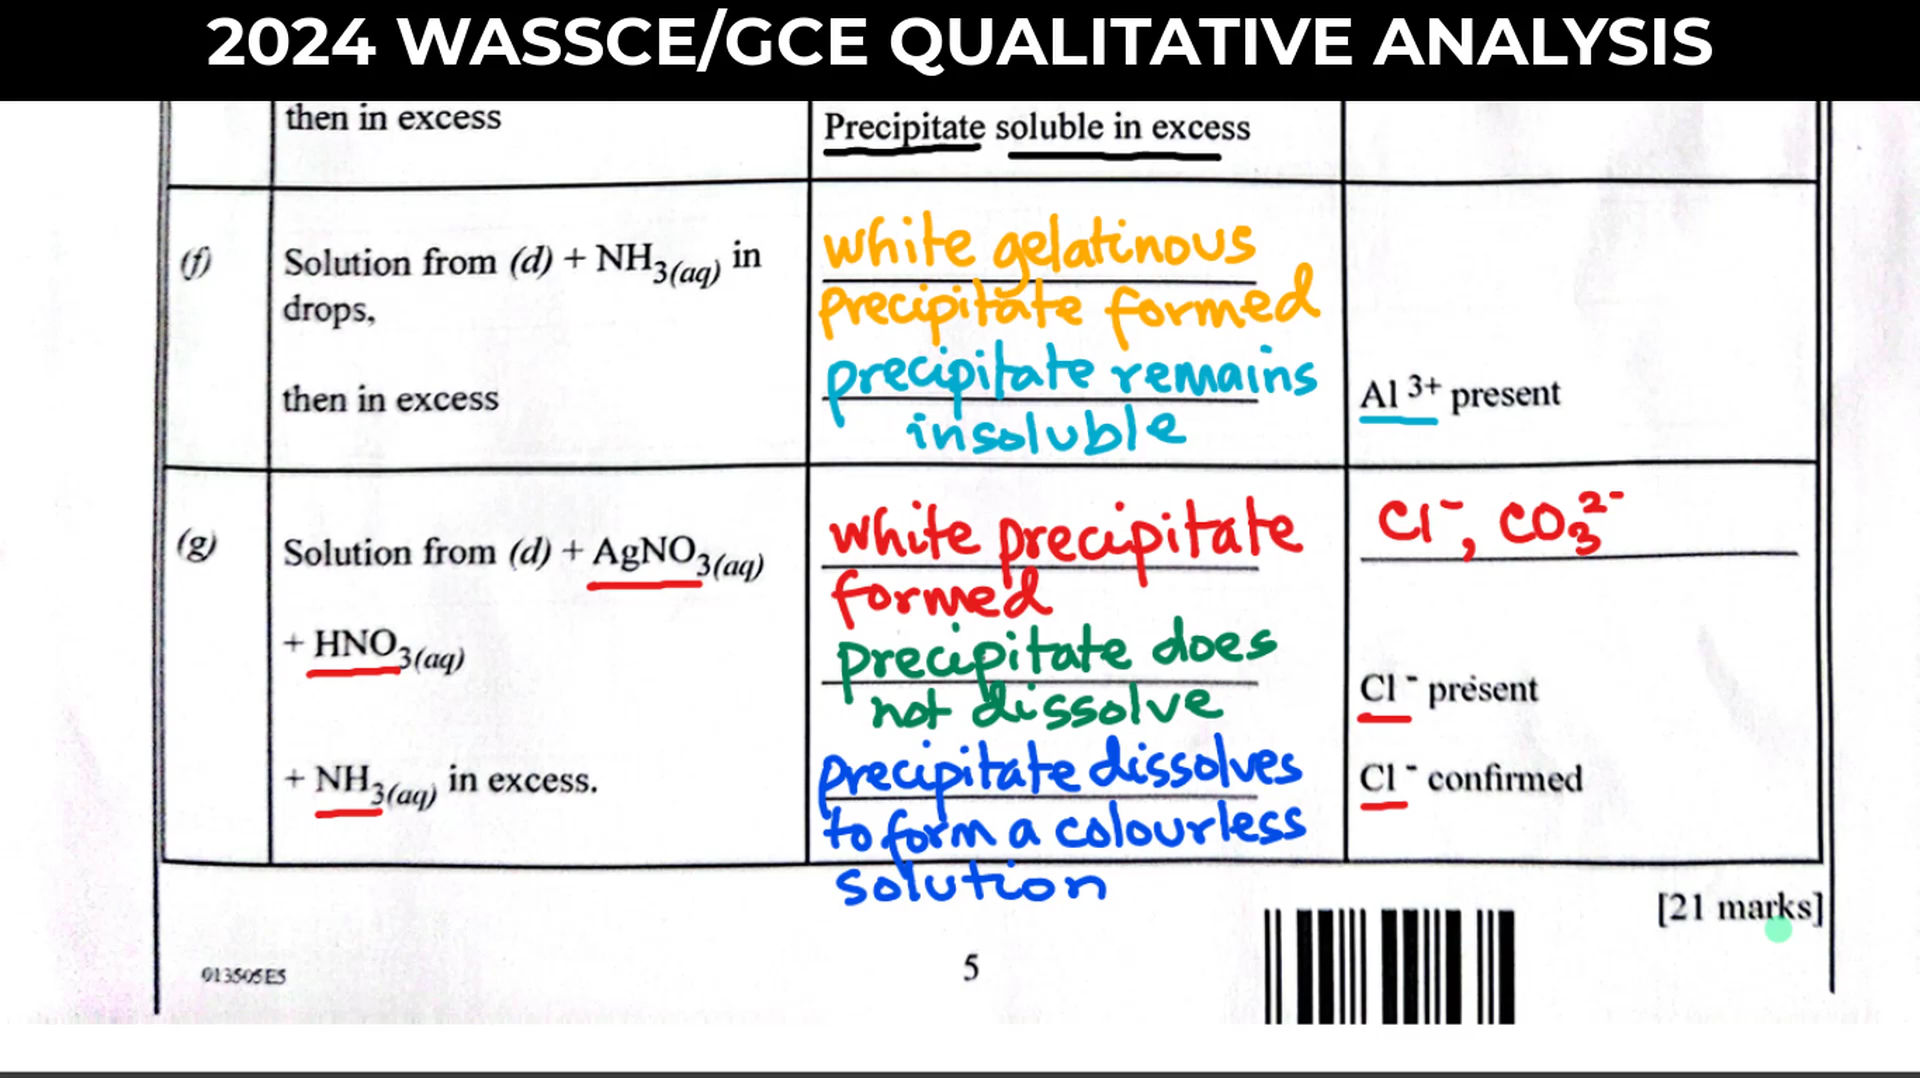 2024 WASSCE/GCE QUALITATIVE ANALYSIS
then in excess
Precipitate soluble in excess
(f)
Solution from (d) + NH3(aq) in
drops,
then in excess
white gelatinous
precipitate formed
precipitate remains
insoluble
Al 3+ present
(g)
Solution from (d) + AgNO3(aq)
+ HNO3(aq)
+ NH3(aq) in excess.
white precipitate
formed
precipitate does
not dissolve
precipitate dissolves
to form a colourless
solution
Cl⁻, CO₃²⁻
Cl⁻ present
Cl⁻ confirmed
[21 marks]
5
013505E5